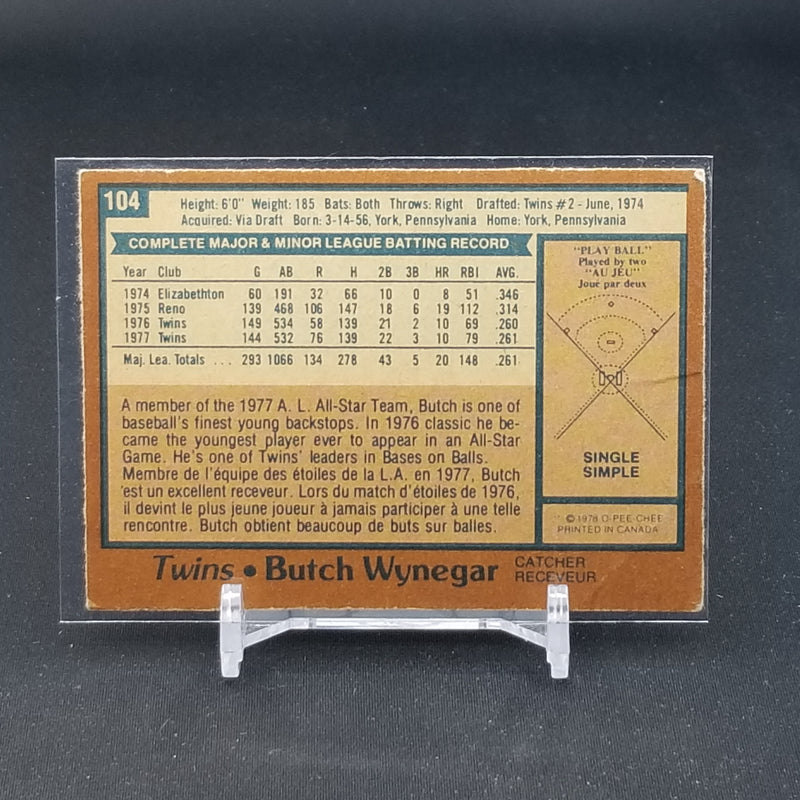 104
Height: 6'0" Weight: 185 Bats: Both Throws: Right Drafted: Twins #2 - June, 1974
Acquired: Via Draft Born: 3-14-56, York, Pennsylvania Home: York, Pennsylvania
COMPLETE MAJOR & MINOR LEAGUE BATTING RECORD
Year Club G AB R H 2B 3B HR RBI AVG.
1974 Elizabethton 60 191 32 66 10 0 8 51 .346
1975 Reno 139 468 106 147 18 6 19 112 .314
1976 Twins 149 534 58 139 21 2 10 69 .260
1977 Twins 144 532 76 139 22 3 10 79 .261
Maj. Lea. Totals ... 293 1066 134 278 43 5 20 148 .261
A member of the 1977 A. L. All-Star Team, Butch is one of
baseball's finest young backstops. In 1976 classic he be-
came the youngest player ever to appear in an All-Star
Game. He's one of Twins' leaders in Bases on Balls.
Membre de l'équipe des étoiles de la L.A. en 1977, Butch
est un excellent receveur. Lors du match d'étoiles de 1976,
il devint le plus jeune joueur à jamais participer à une telle
rencontre. Butch obtient beaucoup de buts sur balles.
"PLAY BALL"
Played by two
"AU JEU"
Joué par deux
SINGLE
SIMPLE
©1978 O-PEE-CHEE
PRINTED IN CANADA
Twins • Butch Wynegar
CATCHER
RECEVEUR